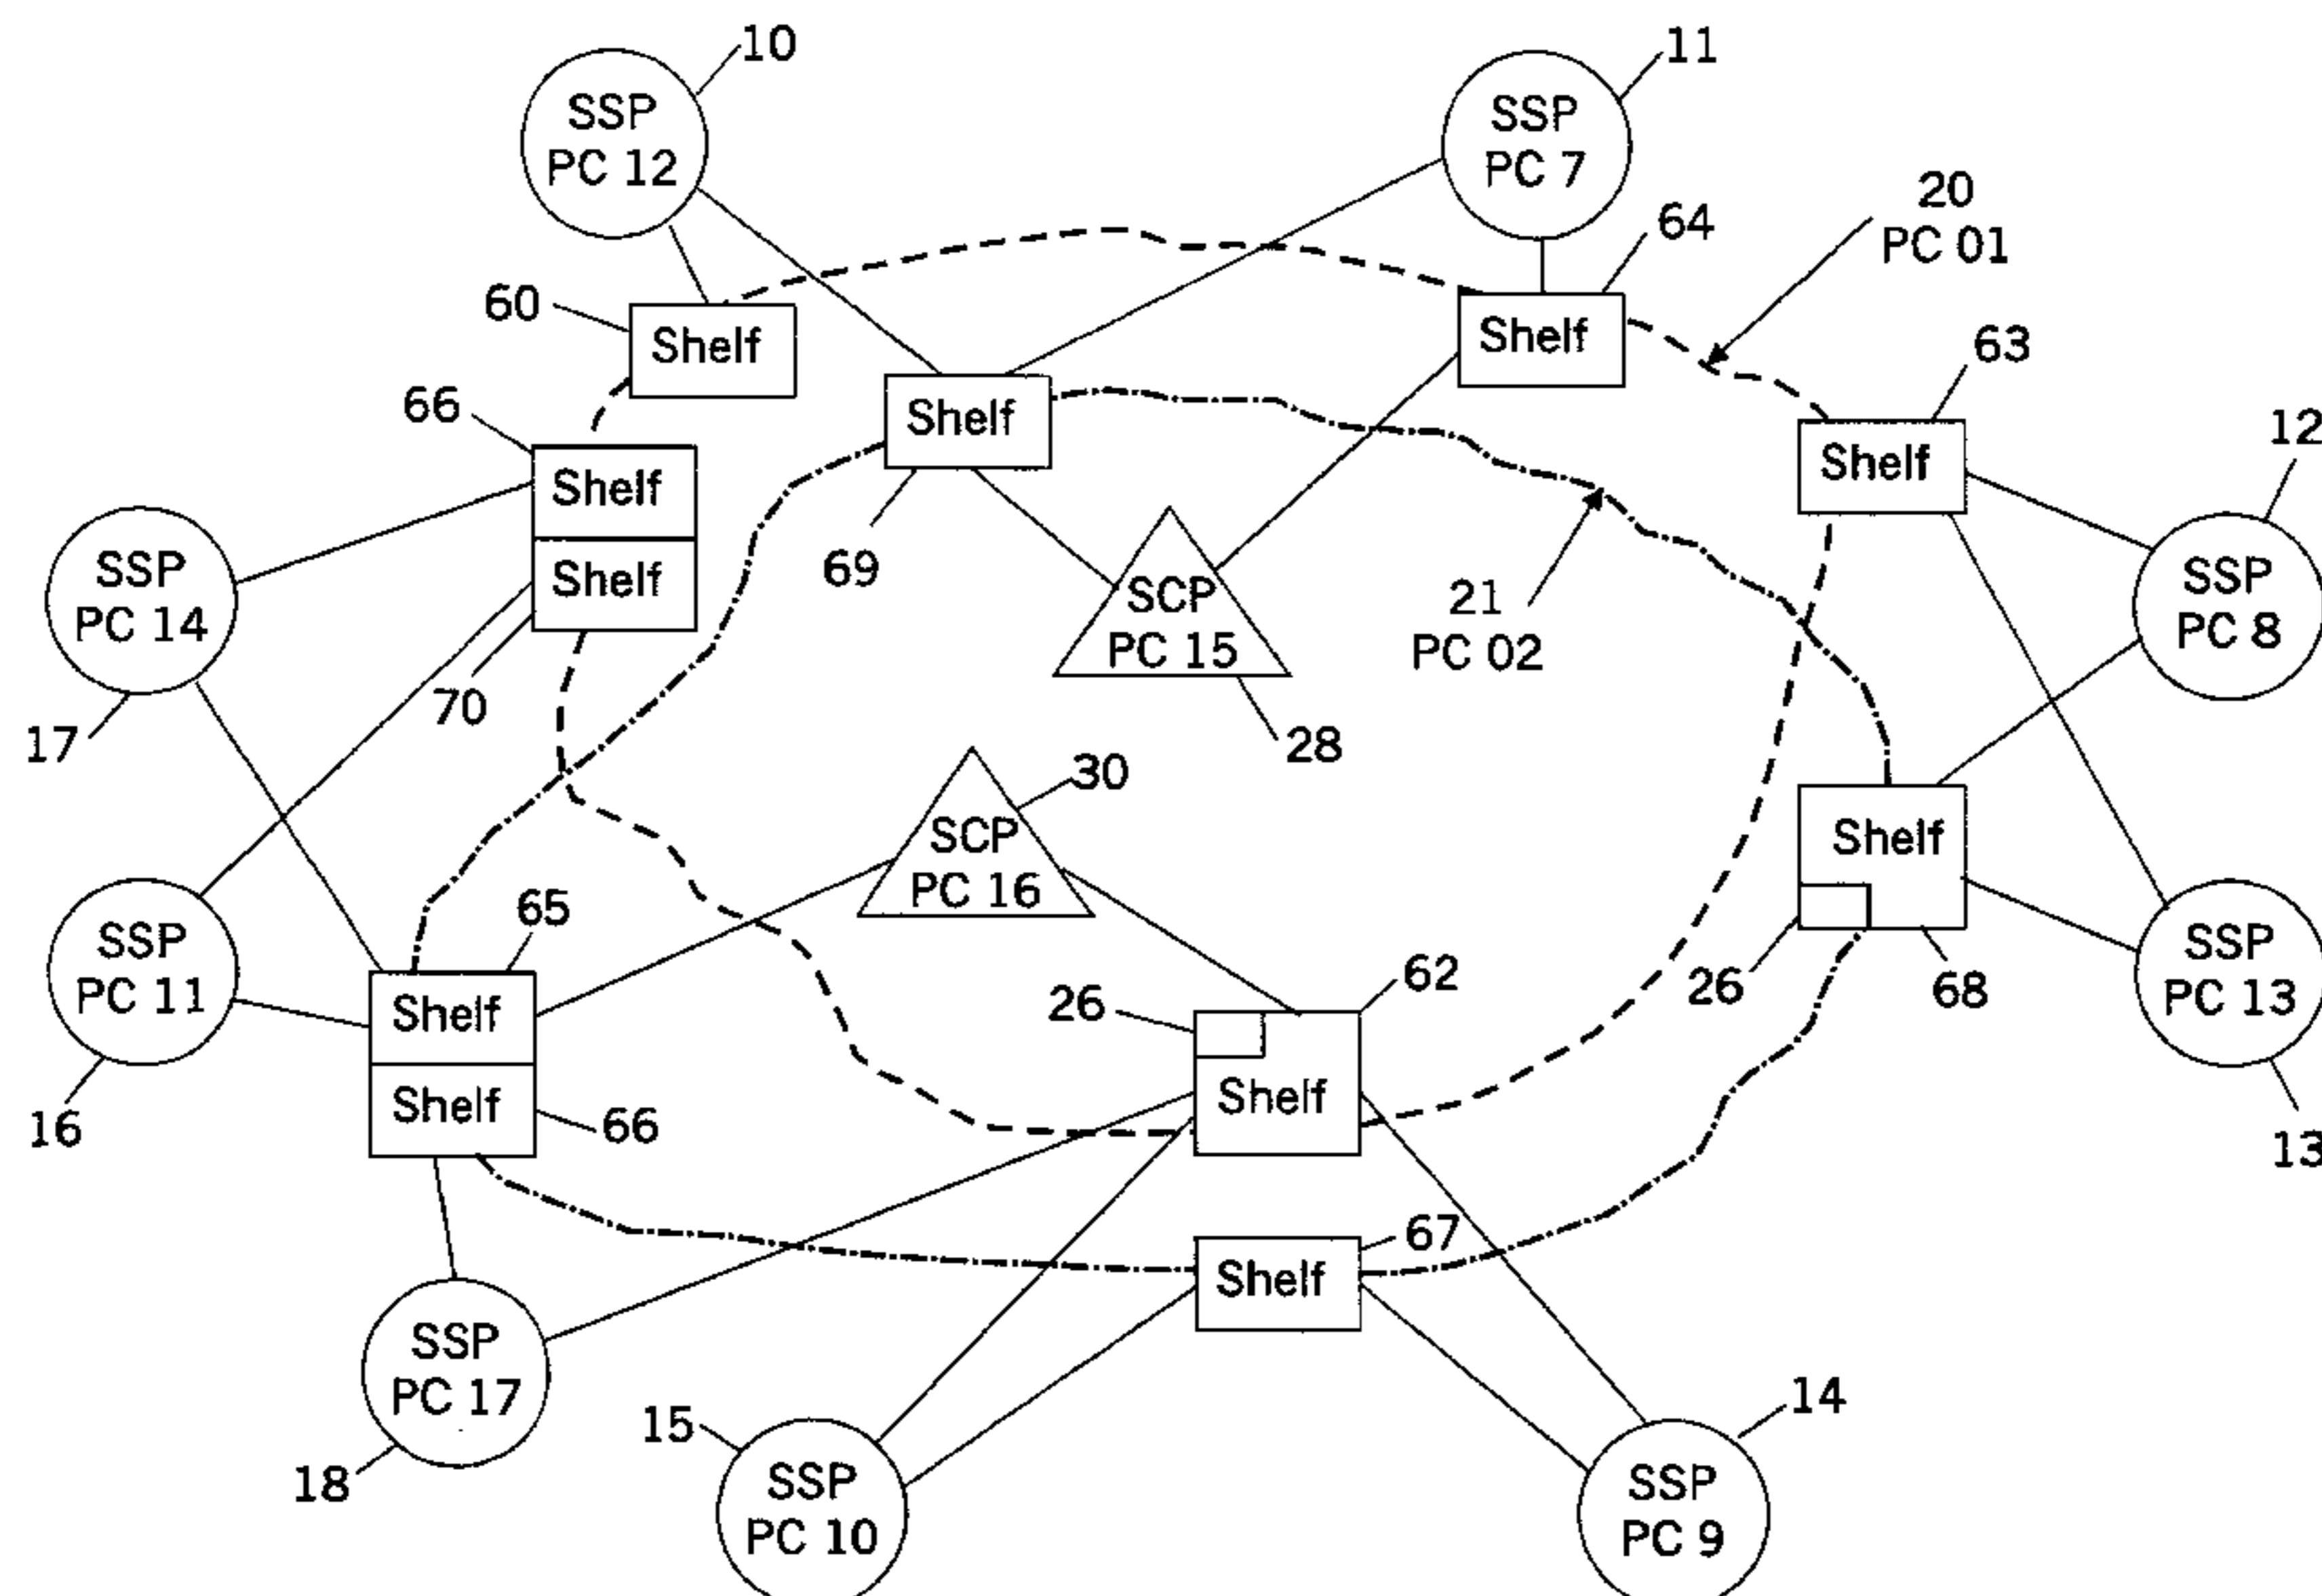 10
SSP
PC 12
11
SSP
PC 7
20
PC 01
64
60
Shelf
Shelf
63
66
Shelf
Shelf
12
Shelf
Shelf
69
SSP
PC 14
17
70
SCP
PC 15
28
21
PC 02
SSP
PC 8
30
SCP
PC 16
Shelf
26
68
SSP
PC 11
16
65
Shelf
Shelf
66
26
62
Shelf
SSP
PC 13
13
67
Shelf
SSP
PC 17
18
15
SSP
PC 10
14
SSP
PC 9